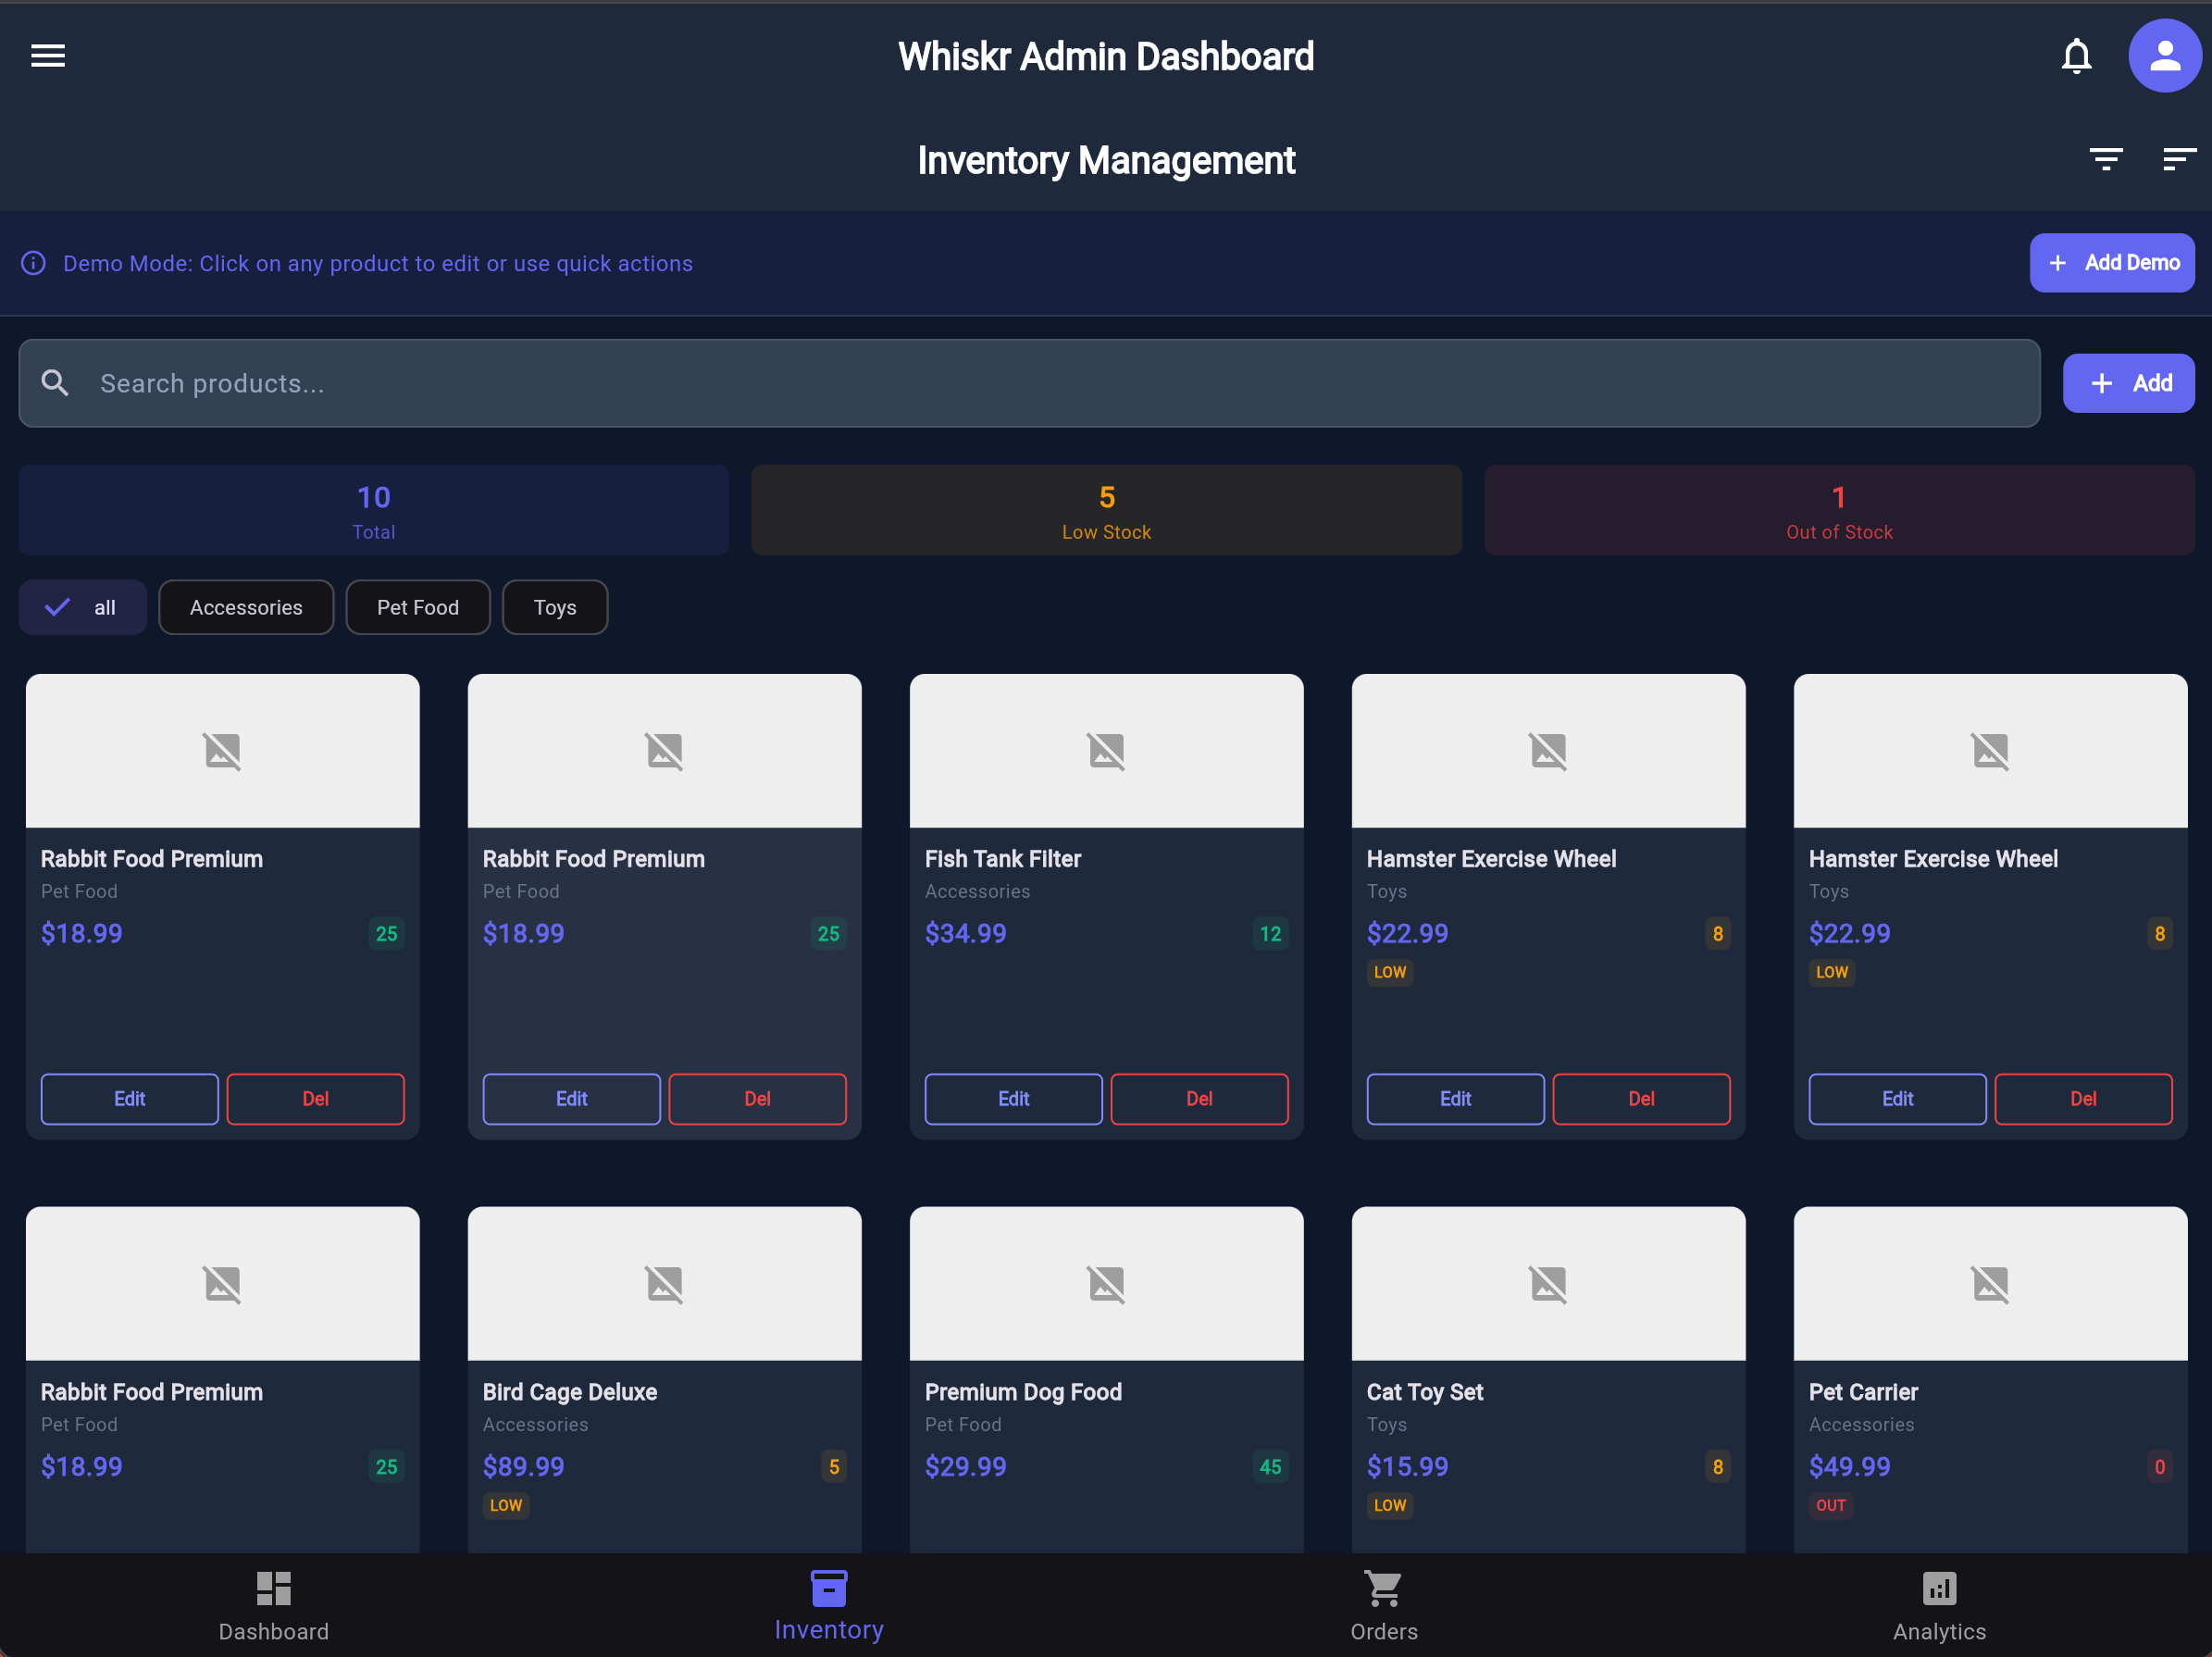 Whiskr Admin Dashboard
Inventory Management
Demo Mode: Click on any product to edit or use quick actions
+ Add Demo
Search products...
+ Add
10
Total
5
Low Stock
1
Out of Stock
all
Accessories
Pet Food
Toys
Rabbit Food Premium
Pet Food
$18.99
25
Edit
Del
Rabbit Food Premium
Pet Food
$18.99
25
Edit
Del
Fish Tank Filter
Accessories
$34.99
12
Edit
Del
Hamster Exercise Wheel
Toys
$22.99
8
LOW
Edit
Del
Hamster Exercise Wheel
Toys
$22.99
8
LOW
Edit
Del
Rabbit Food Premium
Pet Food
$18.99
25
Bird Cage Deluxe
Accessories
$89.99
5
LOW
Premium Dog Food
Pet Food
$29.99
45
Cat Toy Set
Toys
$15.99
8
LOW
Pet Carrier
Accessories
$49.99
0
OUT
Dashboard
Inventory
Orders
Analytics